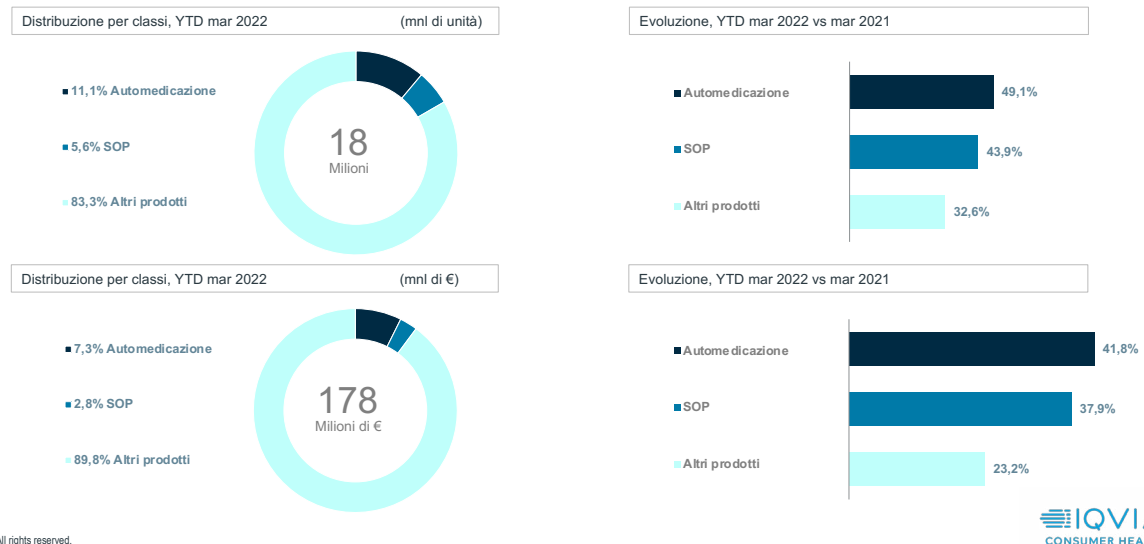 Distribuzione per classi, YTD mar 2022 (mnl di unità)
11,1% Automedicazione
5,6% SOP
83,3% Altri prodotti
18
Milioni
Evoluzione, YTD mar 2022 vs mar 2021
Automedicazione
49,1%
SOP
43,9%
Altri prodotti
32,6%
Distribuzione per classi, YTD mar 2022 (mnl di €)
7,3% Automedicazione
2,8% SOP
89,8% Altri prodotti
178
Milioni di €
Evoluzione, YTD mar 2022 vs mar 2021
Automedicazione
41,8%
SOP
37,9%
Altri prodotti
23,2%
All rights reserved.
IQVI
CONSUMER HEA